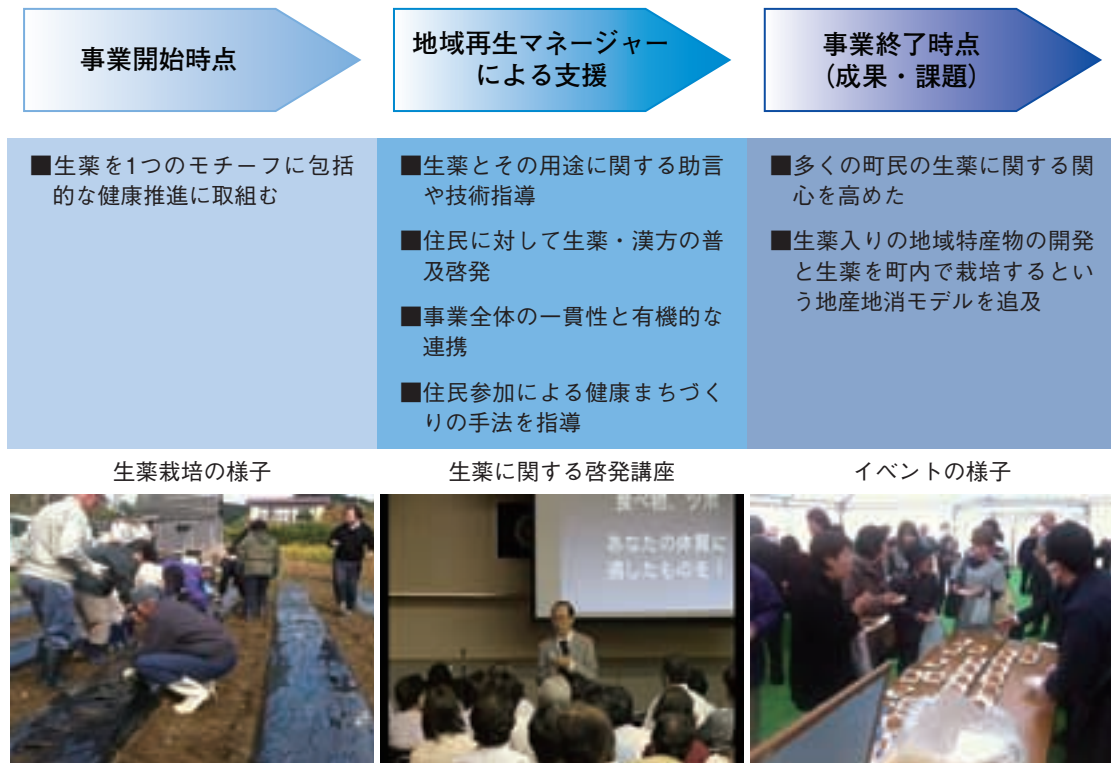 事業開始時点
地域再生マネージャー
による支援
事業終了時点
（成果・課題）
■生薬を1つのモチーフに包括
的な健康推進に取組む
■生薬とその用途に関する助言
や技術指導
■住民に対して生薬・漢方の普
及啓発
■事業全体の一貫性と有機的な
連携
■住民参加による健康まちづく
りの手法を指導
■多くの町民の生薬に関する関
心を高めた
■生薬入りの地域特産物の開発
と生薬を町内で栽培するとい
う地産地消モデルを追及
生薬栽培の様子
生薬に関する啓発講座
イベントの様子
あなたの体質に
適したものを！